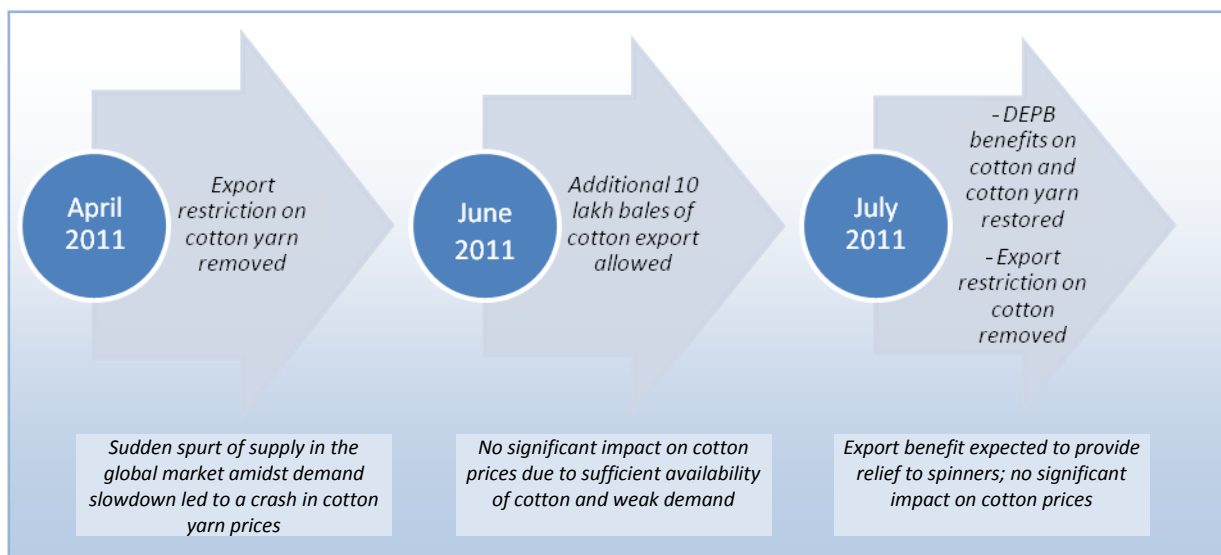 April
2011
Export
restriction on
cotton yarn
removed
June
2011
Additional 10
lakh bales of
cotton export
allowed
July
2011
- DEPB
benefits on
cotton and
cotton yarn
restored
- Export
restriction on
cotton
removed
Sudden spurt of supply in the
global market amidst demand
slowdown led to a crash in cotton
yarn prices
No significant impact on cotton
prices due to sufficient availability
of cotton and weak demand
Export benefit expected to provide
relief to spinners; no significant
impact on cotton prices